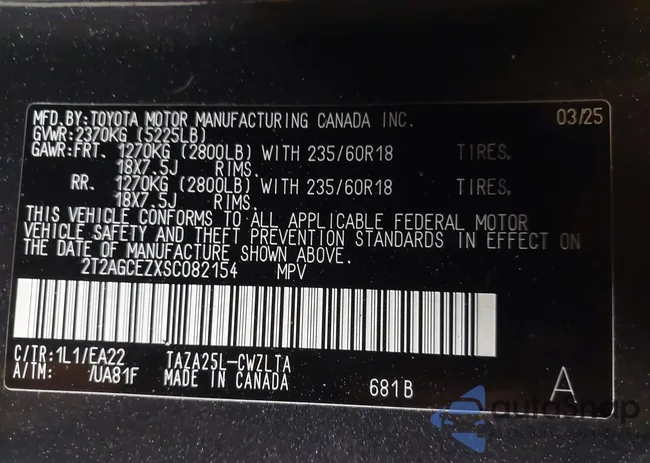 MFD.BY:TOYOTA MOTOR MANUFACTURING CANADA INC. 03/25
GVWR:2370KG (5225LB)
GAWR:FRT. 1270KG (2800LB) WITH 235/60R18 TIRES,
18X7.5J RIMS.
RR. 1270KG (2800LB) WITH 235/60R18 TIRES,
18X7.5J RIMS.
THIS VEHICLE CONFORMS TO ALL APPLICABLE FEDERAL MOTOR
VEHICLE SAFETY AND THEFT PREVENTION STANDARDS IN EFFECT ON
THE DATE OF MANUFACTURE SHOWN ABOVE.
2T2AGCEZXSC082154 MPV
C/TR:1L1/EA22 TAZA25L-CWZLTA
A/TM: /UA81F MADE IN CANADA 681B A
autoSnap